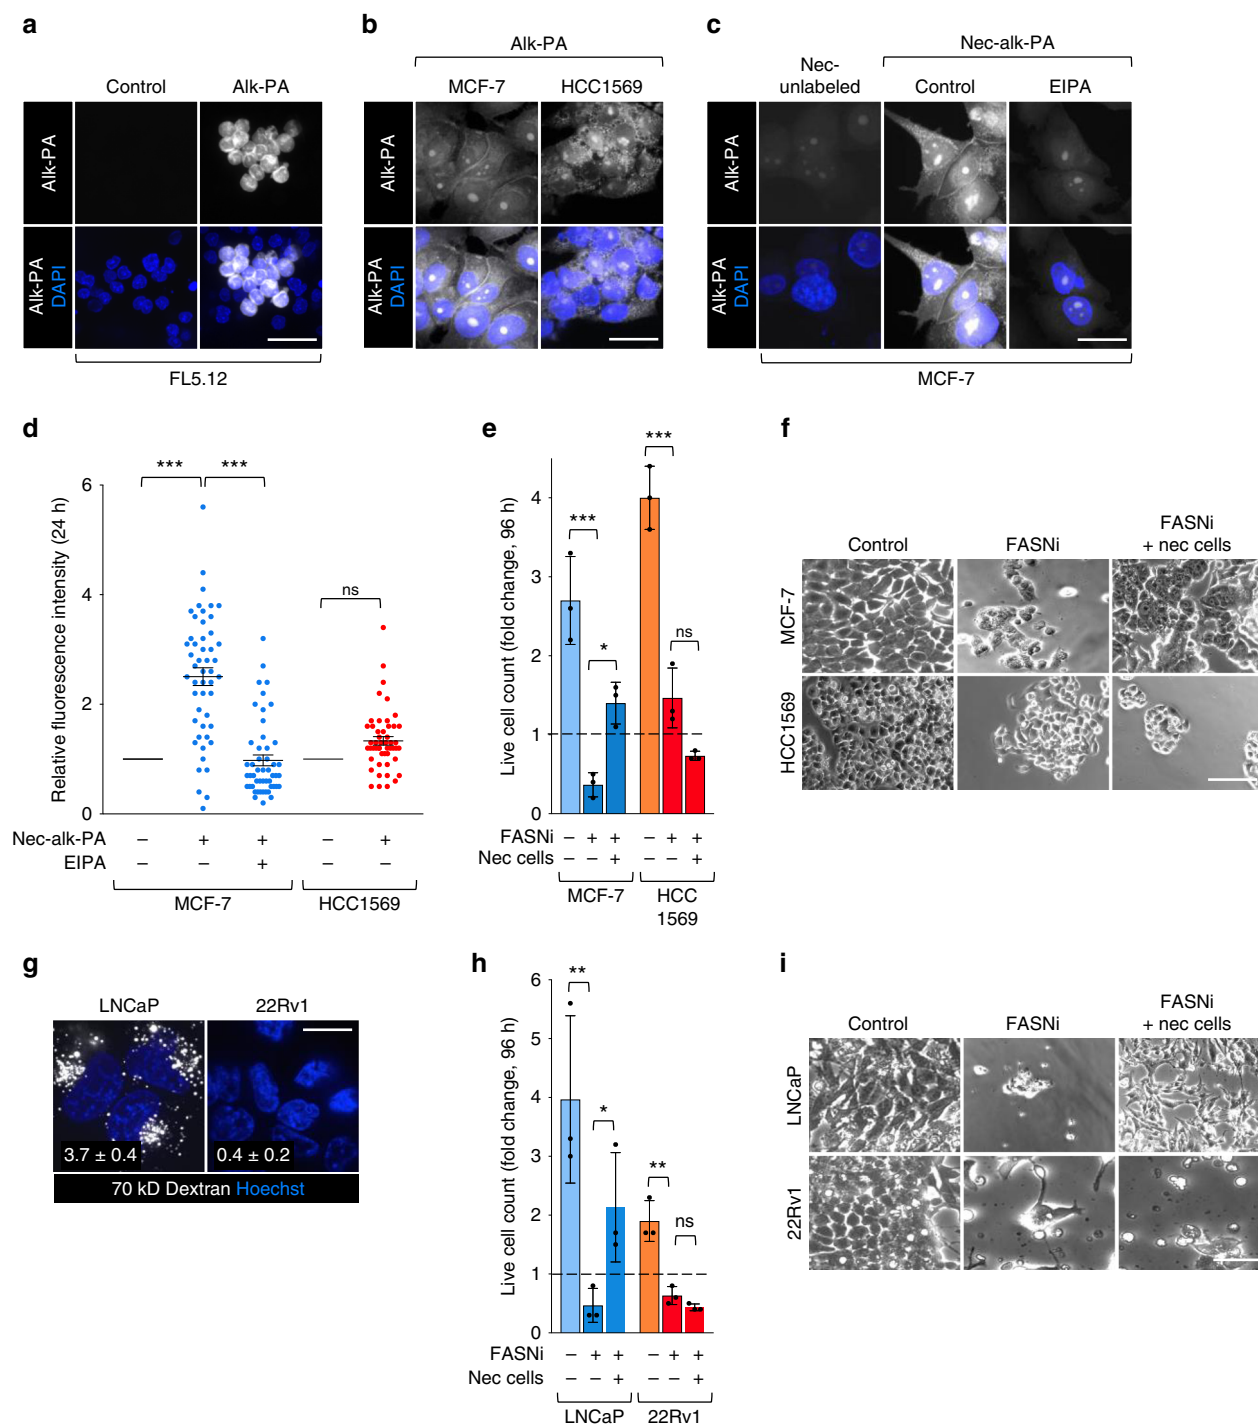 a
Control Alk-PA
Alk-PA
Alk-PA DAPI
FL5.12
b
Alk-PA
MCF-7 HCC1569
Alk-PA
Alk-PA DAPI
c
Nec-alk-PA
Nec-
unlabeled Control EIPA
Alk-PA
Alk-PA DAPI
MCF-7
d
*** ***
ns
Relative fluorescence intensity (24 h)
6
4
2
0
Nec-alk-PA − + + − +
EIPA − − + − −
MCF-7 HCC1569
e
***
***
*
ns
Live cell count (fold change, 96 h)
4
3
2
1
0
FASNi − + + − + +
Nec cells − − + − − +
MCF-7 HCC
1569
f
FASNi
Control FASNi + nec cells
MCF-7
HCC1569
g
LNCaP 22Rv1
3.7 ± 0.4 0.4 ± 0.2
70 kD Dextran Hoechst
h
**
*
**
ns
Live cell count (fold change, 96 h)
6
5
4
3
2
1
0
FASNi − + + − + +
Nec cells − − + − − +
LNCaP 22Rv1
i
FASNi
Control FASNi + nec cells
LNCaP
22Rv1